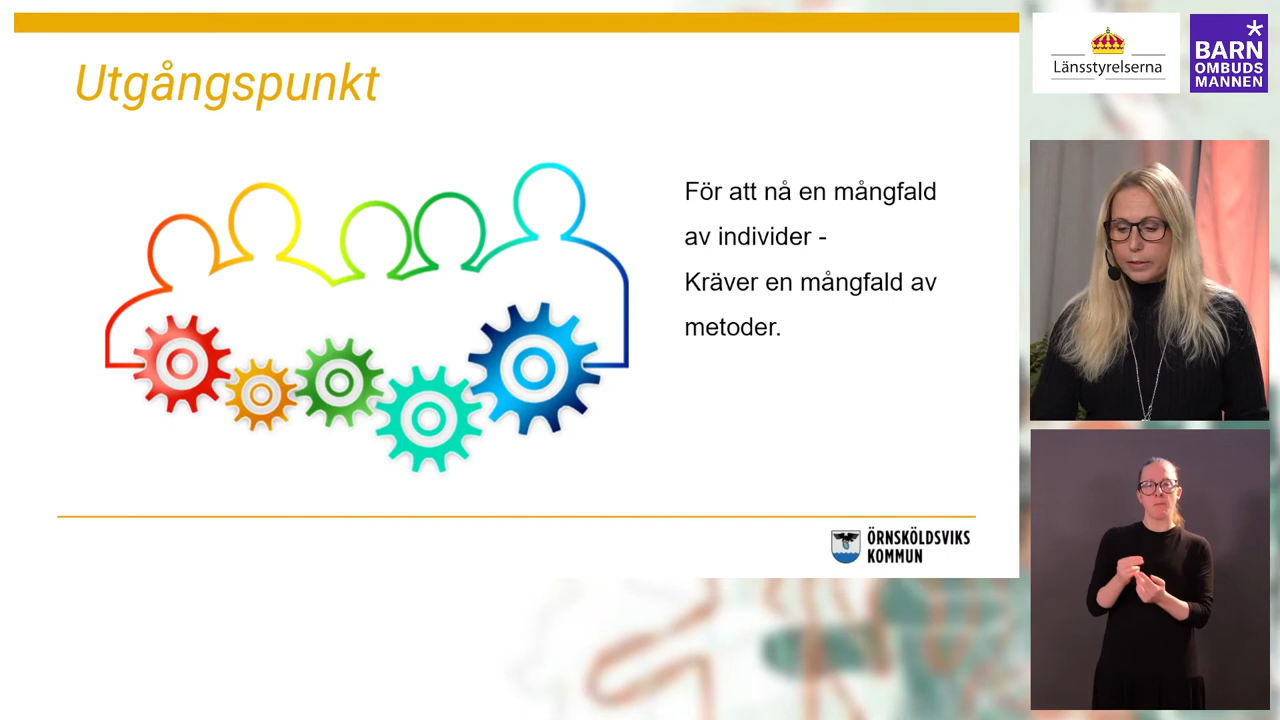 Utgångspunkt
För att nå en mångfald
av individer -
Kräver en mångfald av
metoder.
ÖRNSKÖLDSVIKS
KOMMUN
Länsstyrelserna
BARN
OMBUDS
MANNEN